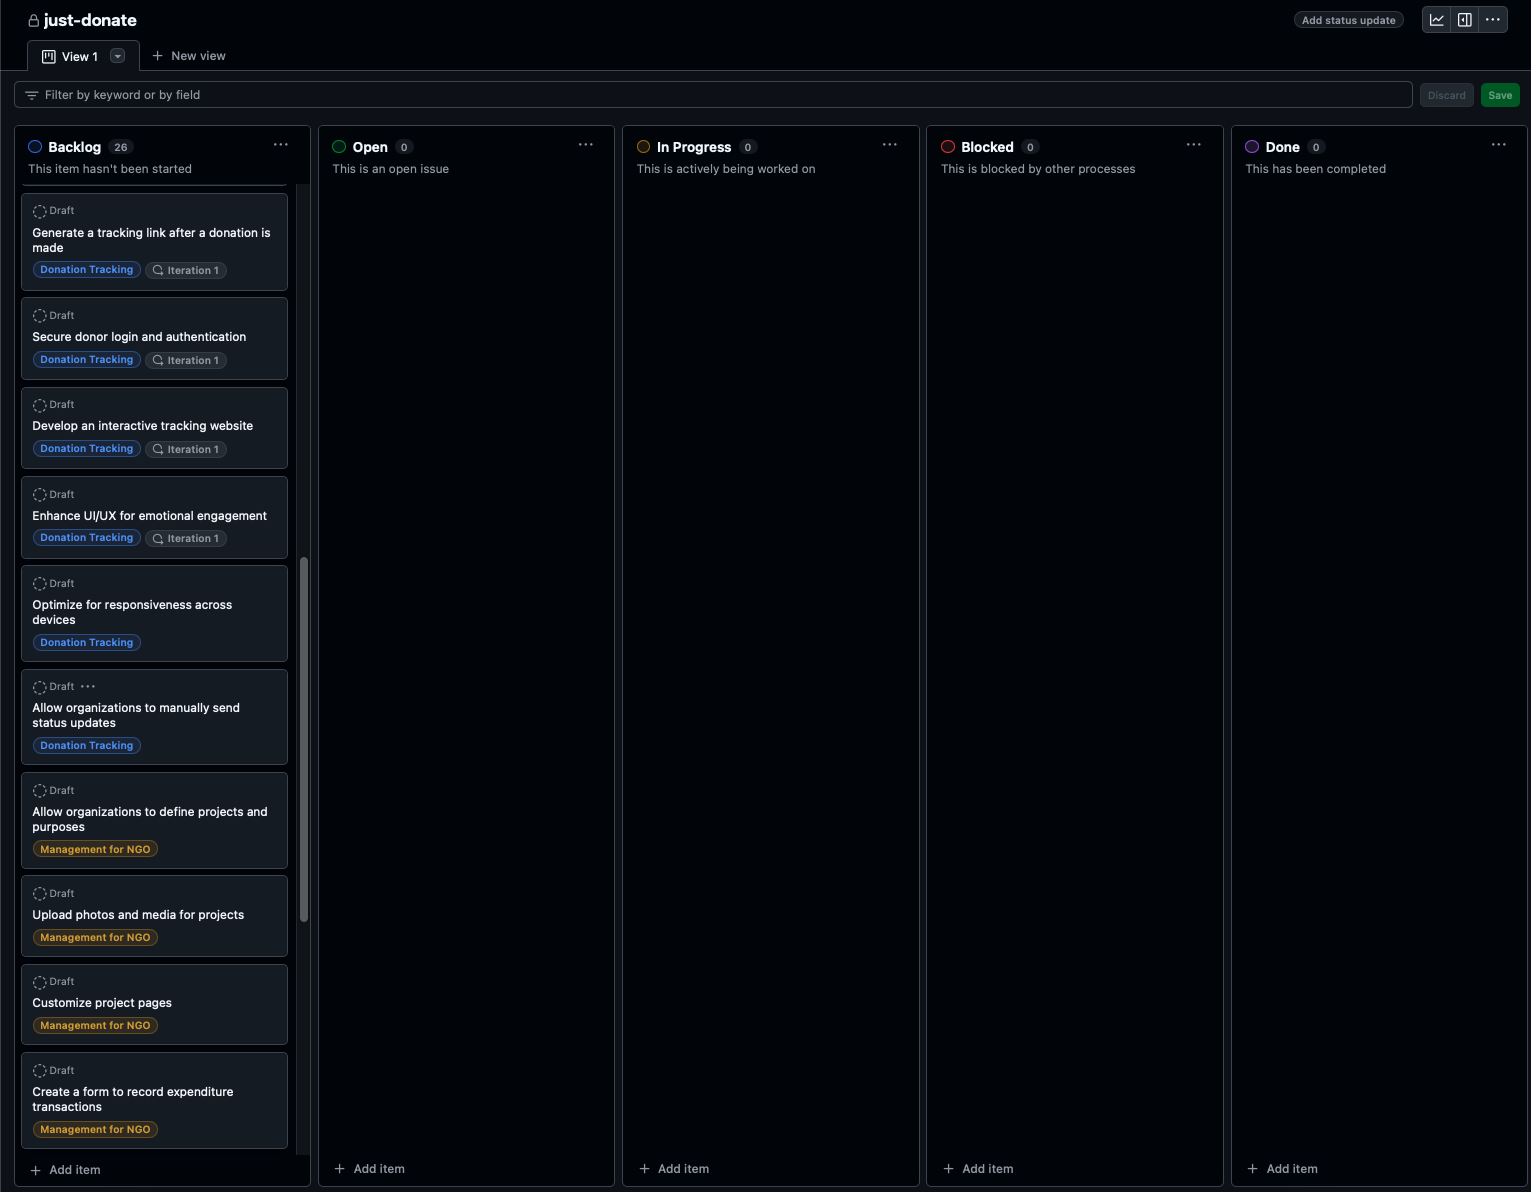 just-donate
Add status update
View 1
New view
Filter by keyword or by field
Discard
Save
Backlog 26
This item hasn't been started
Draft
Generate a tracking link after a donation is
made
Donation Tracking
Iteration 1
Draft
Secure donor login and authentication
Donation Tracking
Iteration 1
Draft
Develop an interactive tracking website
Donation Tracking
Iteration 1
Draft
Enhance UI/UX for emotional engagement
Donation Tracking
Iteration 1
Draft
Optimize for responsiveness across
devices
Donation Tracking
Draft
Allow organizations to manually send
status updates
Donation Tracking
Draft
Allow organizations to define projects and
purposes
Management for NGO
Draft
Upload photos and media for projects
Management for NGO
Draft
Customize project pages
Management for NGO
Draft
Create a form to record expenditure
transactions
Management for NGO
Add item
Open 0
This is an open issue
Add item
In Progress 0
This is actively being worked on
Add item
Blocked 0
This is blocked by other processes
Add item
Done 0
This has been completed
Add item